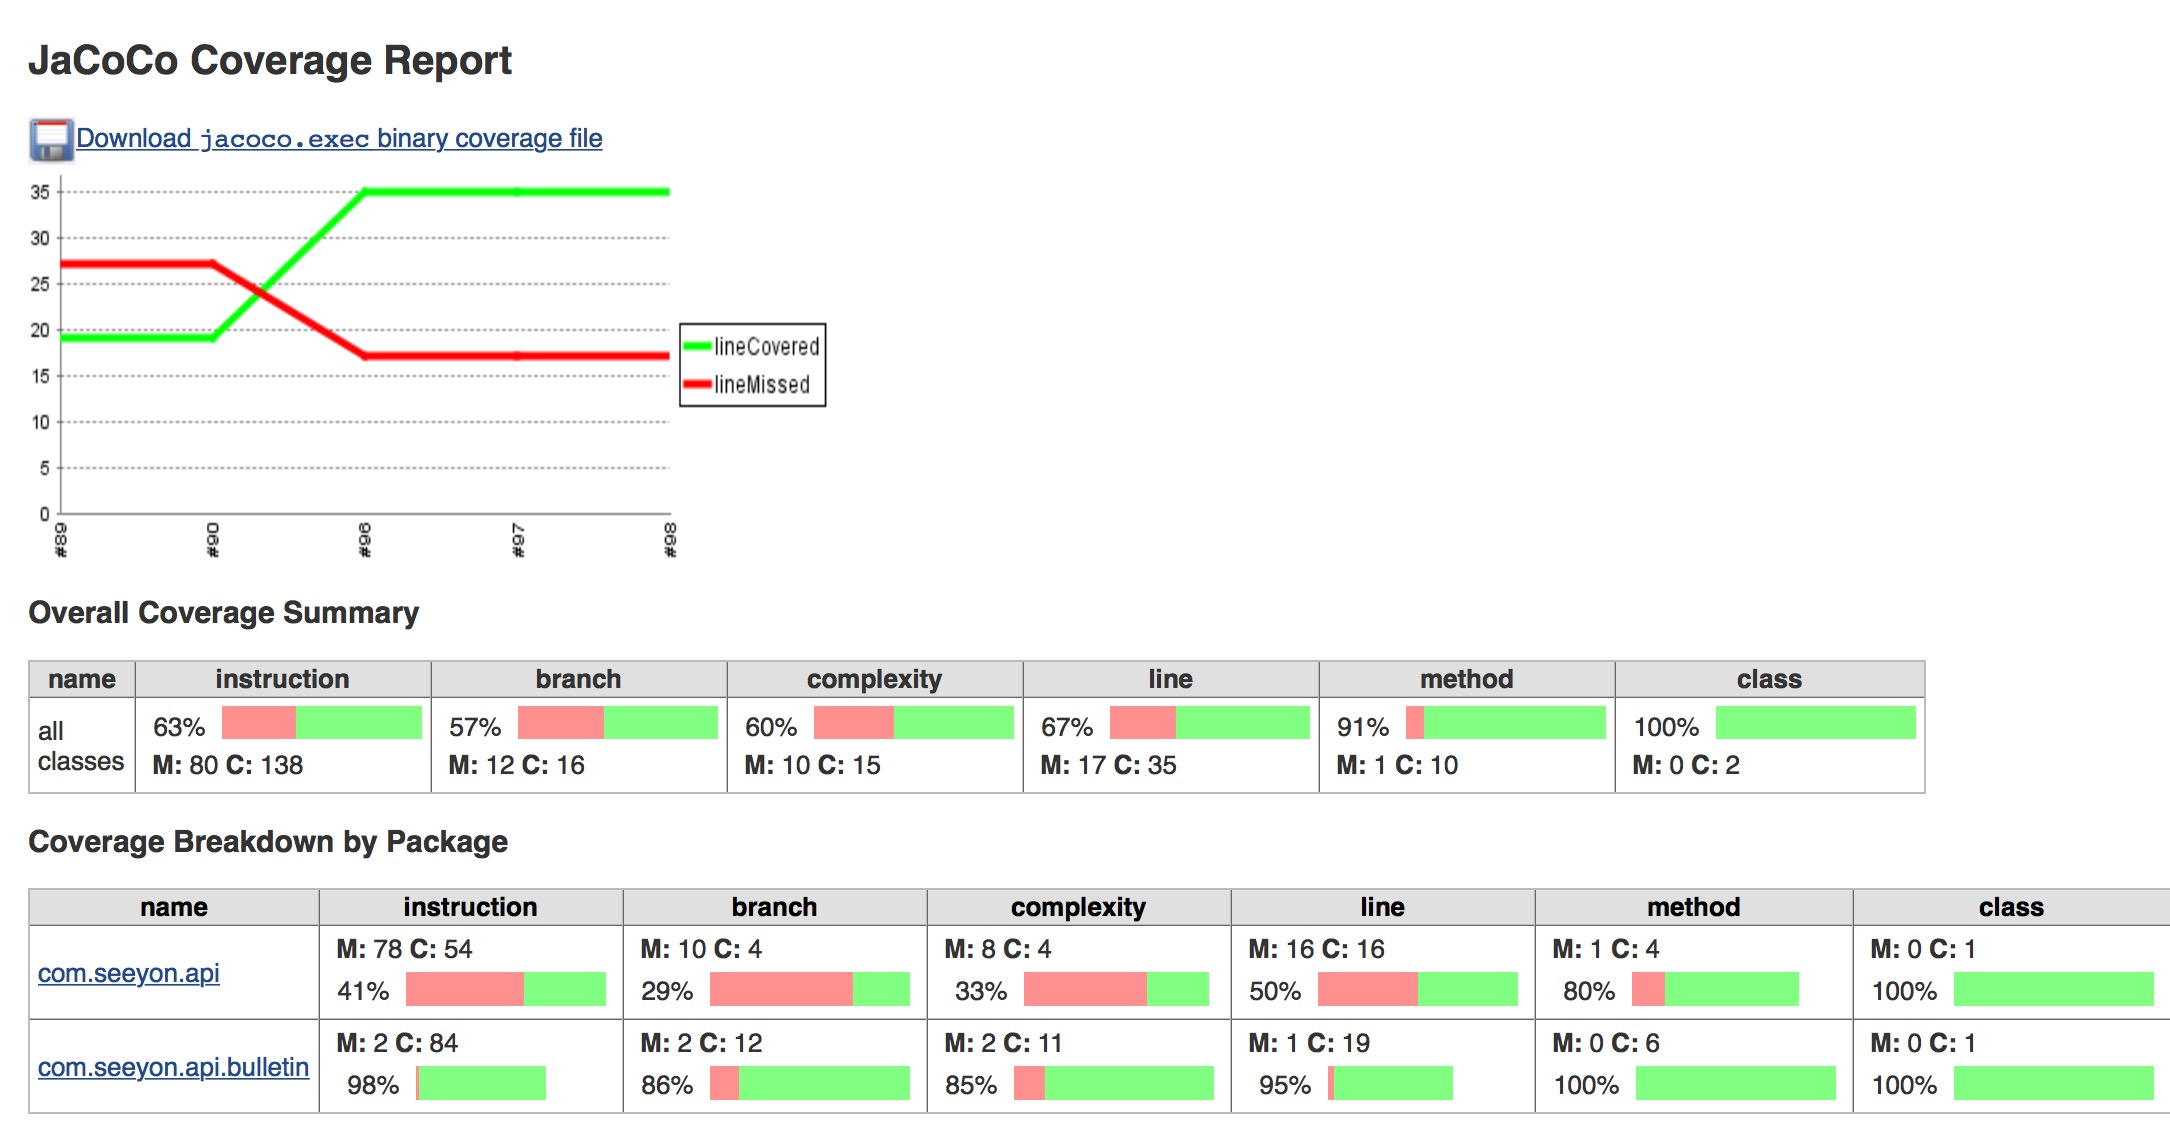 JaCoCo Coverage Report
Download jacoco.exec binary coverage file
35
30
25
20
15
10
5
0
#89
#90
#96
#97
#98
lineCovered
lineMissed
Overall Coverage Summary
name instruction branch complexity line method class
all classes
63% 57% 60% 67% 91% 100%
M: 80 C: 138 M: 12 C: 16 M: 10 C: 15 M: 17 C: 35 M: 1 C: 10 M: 0 C: 2
Coverage Breakdown by Package
name instruction branch complexity line method class
com.seeyon.api
M: 78 C: 54 M: 10 C: 4 M: 8 C: 4 M: 16 C: 16 M: 1 C: 4 M: 0 C: 1
41% 29% 33% 50% 80% 100%
com.seeyon.api.bulletin
M: 2 C: 84 M: 2 C: 12 M: 2 C: 11 M: 1 C: 19 M: 0 C: 6 M: 0 C: 1
98% 86% 85% 95% 100% 100%